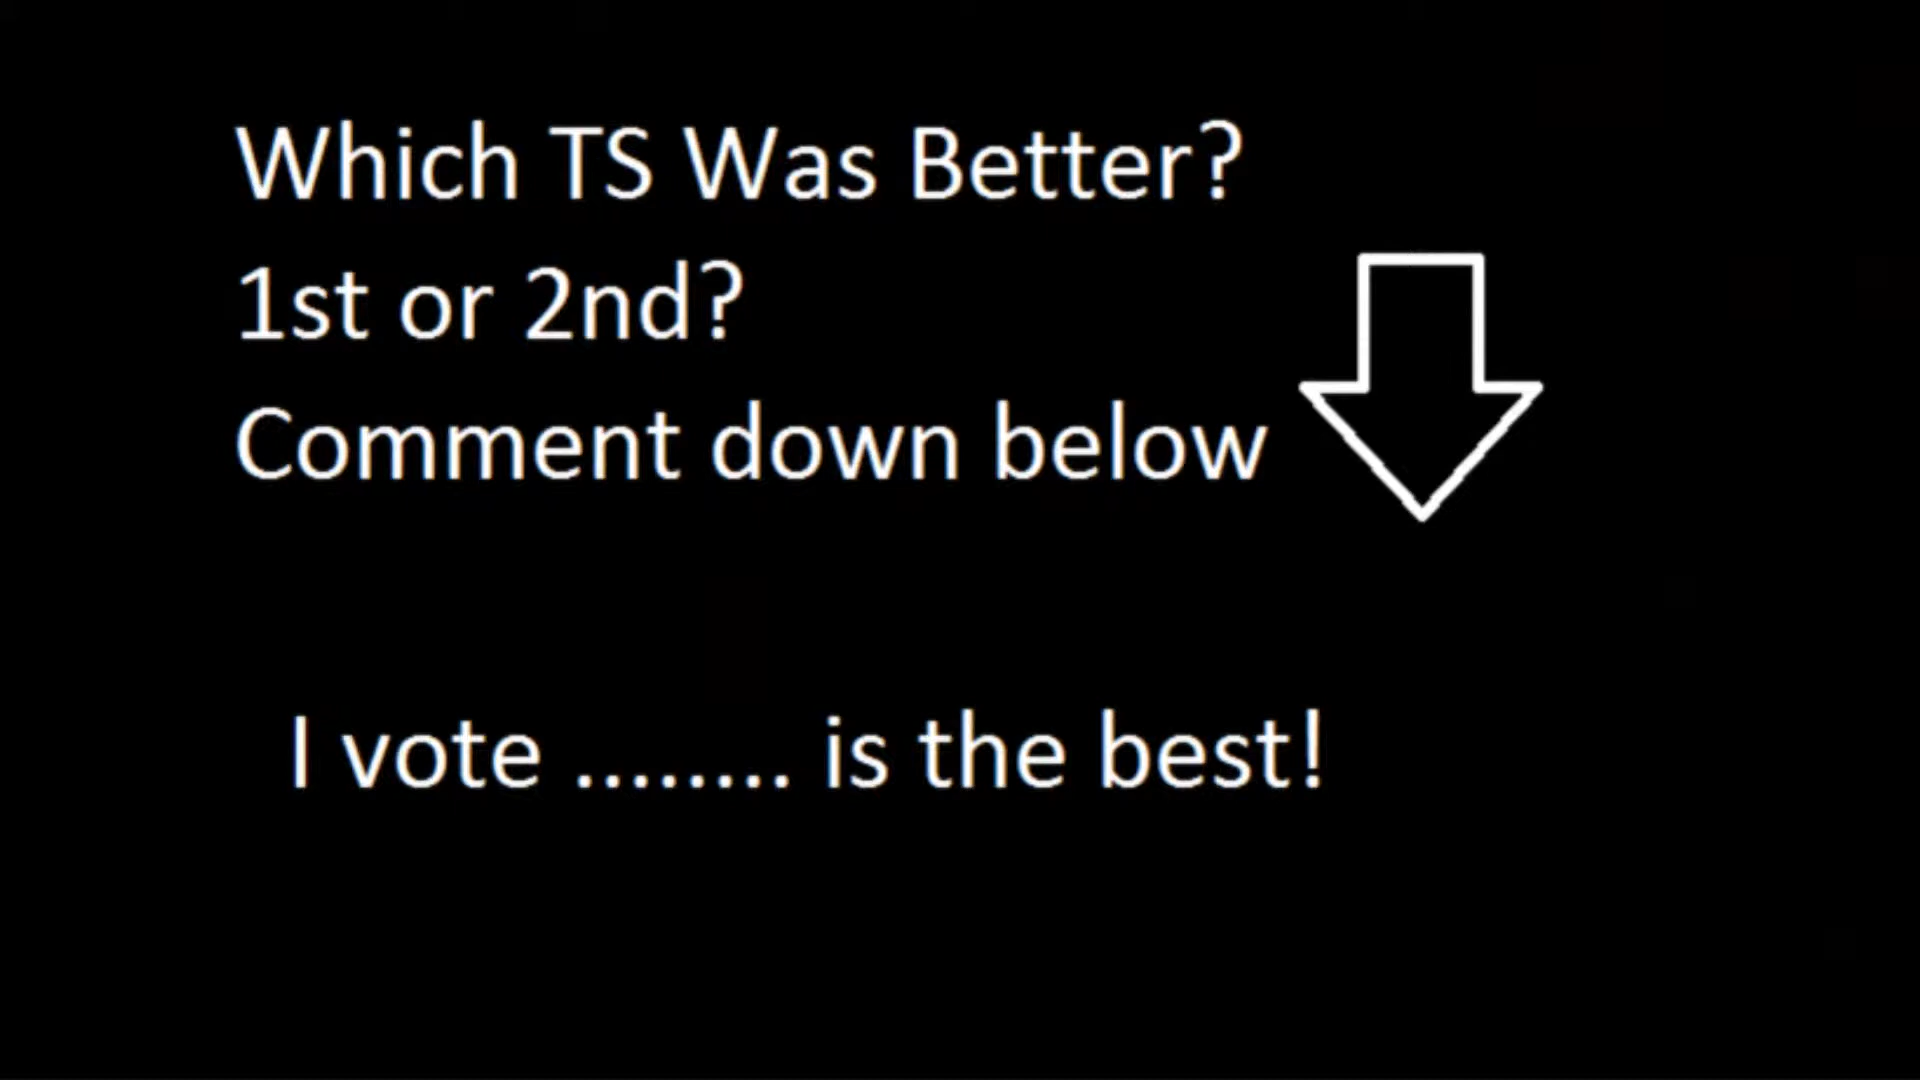 Which TS Was Better?
1st or 2nd?
Comment down below
I vote ........ is the best!